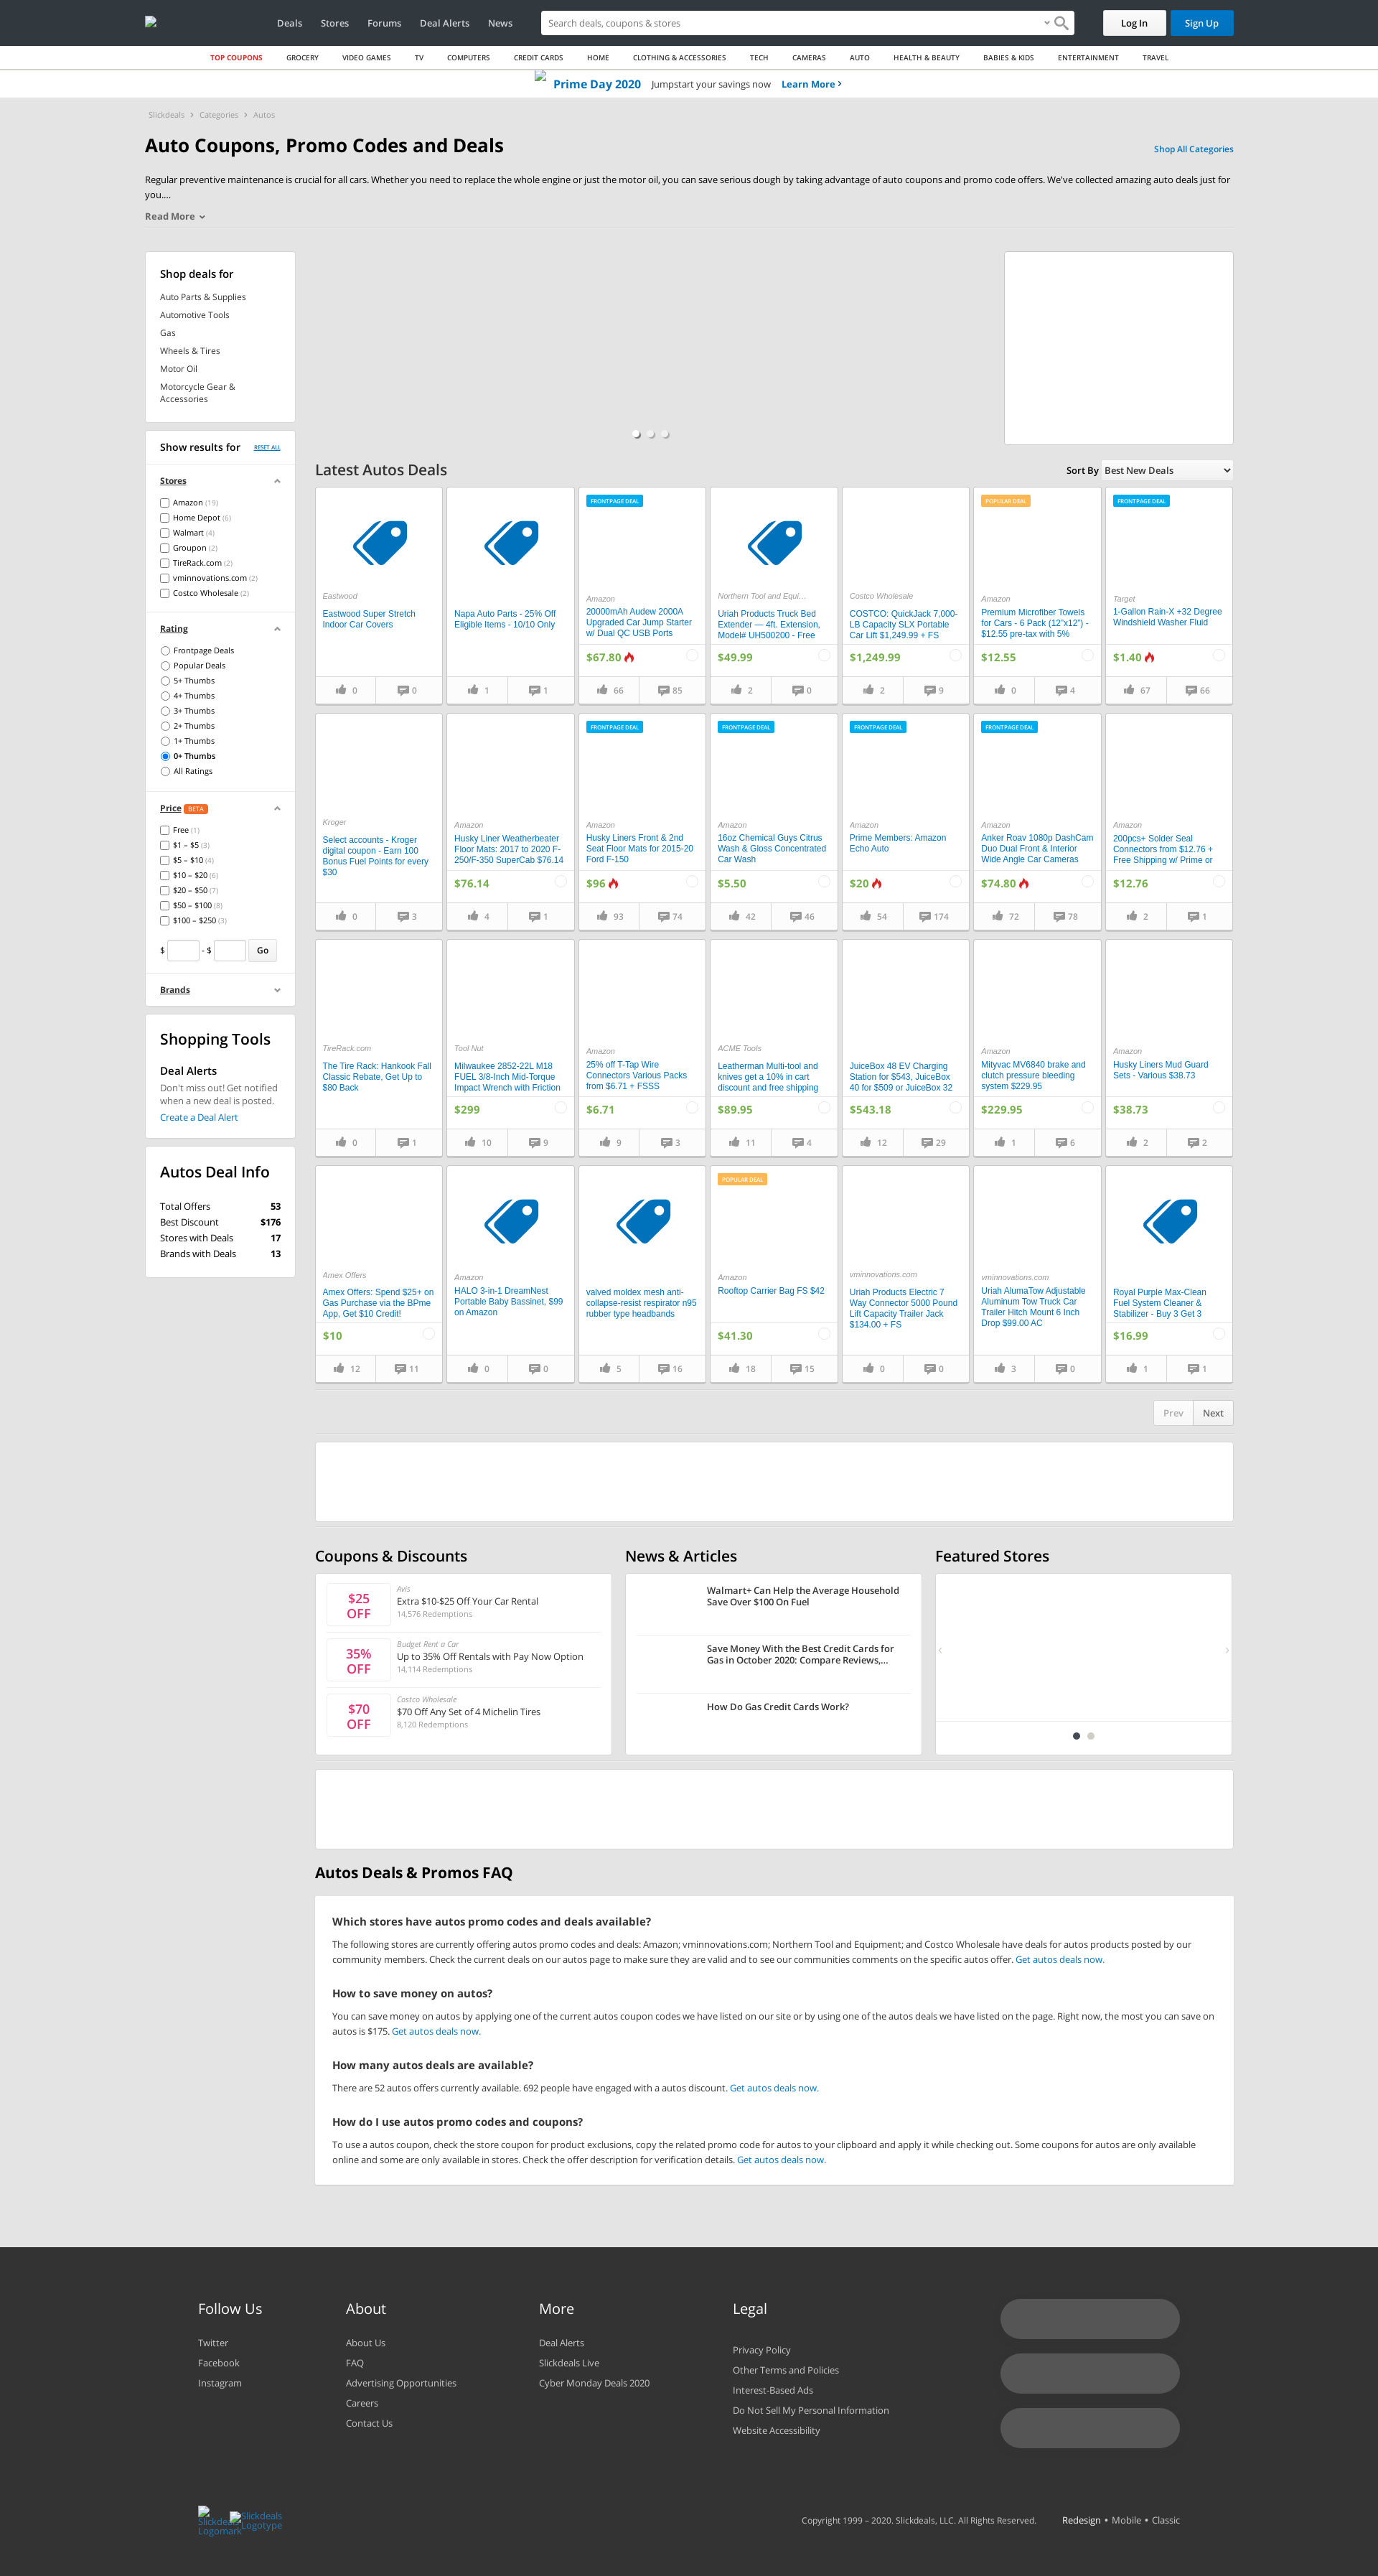 Deals
Stores
Forums
Deal Alerts
News
Search deals, coupons & stores
Log In
Sign Up
TOP COUPONS
GROCERY
VIDEO GAMES
TV
COMPUTERS
CREDIT CARDS
HOME
CLOTHING & ACCESSORIES
TECH
CAMERAS
AUTO
HEALTH & BEAUTY
BABIES & KIDS
ENTERTAINMENT
TRAVEL
Prime Day 2020 Jumpstart your savings now Learn More
Slickdeals > Categories > Autos
Auto Coupons, Promo Codes and Deals
Shop All Categories
Regular preventive maintenance is crucial for all cars. Whether you need to replace the whole engine or just the motor oil, you can save serious dough by taking advantage of auto coupons and promo code offers. We've collected amazing auto deals just for
you....
Read More
Shop deals for
Auto Parts & Supplies
Automotive Tools
Gas
Wheels & Tires
Motor Oil
Motorcycle Gear &
Accessories
Show results for RESET ALL
Stores
Amazon (19)
Home Depot (6)
Walmart (4)
Groupon (2)
TireRack.com (2)
vminnovations.com (2)
Costco Wholesale (2)
Rating
Frontpage Deals
Popular Deals
5+ Thumbs
4+ Thumbs
3+ Thumbs
2+ Thumbs
1+ Thumbs
0+ Thumbs
All Ratings
Price BETA
Free (1)
$1 – $5 (3)
$5 – $10 (4)
$10 – $20 (6)
$20 – $50 (7)
$50 – $100 (8)
$100 – $250 (3)
$ - $ Go
Brands
Shopping Tools
Deal Alerts
Don't miss out! Get notified
when a new deal is posted.
Create a Deal Alert
Autos Deal Info
Total Offers 53
Best Discount $176
Stores with Deals 17
Brands with Deals 13
Latest Autos Deals
Sort By Best New Deals
Eastwood
Eastwood Super Stretch
Indoor Car Covers
0 0
Napa Auto Parts - 25% Off
Eligible Items - 10/10 Only
1 1
FRONTPAGE DEAL
Amazon
20000mAh Audew 2000A
Upgraded Car Jump Starter
w/ Dual QC USB Ports
$67.80
66 85
Northern Tool and Equi...
Uriah Products Truck Bed
Extender — 4ft. Extension,
Model# UH500200 - Free
$49.99
2 0
Costco Wholesale
COSTCO: QuickJack 7,000-
LB Capacity SLX Portable
Car Lift $1,249.99 + FS
$1,249.99
2 9
POPULAR DEAL
Amazon
Premium Microfiber Towels
for Cars - 6 Pack (12"x12") -
$12.55 pre-tax with 5%
$12.55
0 4
FRONTPAGE DEAL
Target
1-Gallon Rain-X +32 Degree
Windshield Washer Fluid
$1.40
67 66
Kroger
Select accounts - Kroger
digital coupon - Earn 100
Bonus Fuel Points for every
$30
0 3
Amazon
Husky Liner Weatherbeater
Floor Mats: 2017 to 2020 F-
250/F-350 SuperCab $76.14
$76.14
4 1
FRONTPAGE DEAL
Amazon
Husky Liners Front & 2nd
Seat Floor Mats for 2015-20
Ford F-150
$96
93 74
FRONTPAGE DEAL
Amazon
16oz Chemical Guys Citrus
Wash & Gloss Concentrated
Car Wash
$5.50
42 46
FRONTPAGE DEAL
Amazon
Prime Members: Amazon
Echo Auto
$20
54 174
FRONTPAGE DEAL
Amazon
Anker Roav 1080p DashCam
Duo Dual Front & Interior
Wide Angle Car Cameras
$74.80
72 78
Amazon
200pcs+ Solder Seal
Connectors from $12.76 +
Free Shipping w/ Prime or
$12.76
2 1
TireRack.com
The Tire Rack: Hankook Fall
Classic Rebate, Get Up to
$80 Back
0 1
Tool Nut
Milwaukee 2852-22L M18
FUEL 3/8-Inch Mid-Torque
Impact Wrench with Friction
$299
10 9
Amazon
25% off T-Tap Wire
Connectors Various Packs
from $6.71 + FSSS
$6.71
9 3
ACME Tools
Leatherman Multi-tool and
knives get a 10% in cart
discount and free shipping
$89.95
11 4
JuiceBox 48 EV Charging
Station for $543, JuiceBox
40 for $509 or JuiceBox 32
$543.18
12 29
Amazon
Mityvac MV6840 brake and
clutch pressure bleeding
system $229.95
$229.95
1 6
Amazon
Husky Liners Mud Guard
Sets - Various $38.73
$38.73
2 2
Amex Offers
Amex Offers: Spend $25+ on
Gas Purchase via the BPme
App, Get $10 Credit!
$10
12 11
Amazon
HALO 3-in-1 DreamNest
Portable Baby Bassinet, $99
on Amazon
0 0
valved moldex mesh anti-
collapse-resist respirator n95
rubber type headbands
5 16
POPULAR DEAL
Amazon
Rooftop Carrier Bag FS $42
$41.30
18 15
vminnovations.com
Uriah Products Electric 7
Way Connector 5000 Pound
Lift Capacity Trailer Jack
$134.00 + FS
0 0
vminnovations.com
Uriah AlumaTow Adjustable
Aluminum Tow Truck Car
Trailer Hitch Mount 6 Inch
Drop $99.00 AC
3 0
Royal Purple Max-Clean
Fuel System Cleaner &
Stabilizer - Buy 3 Get 3
$16.99
1 1
Prev Next
Coupons & Discounts
$25
OFF
Avis
Extra $10-$25 Off Your Car Rental
14,576 Redemptions
35%
OFF
Budget Rent a Car
Up to 35% Off Rentals with Pay Now Option
14,114 Redemptions
$70
OFF
Costco Wholesale
$70 Off Any Set of 4 Michelin Tires
8,120 Redemptions
News & Articles
Walmart+ Can Help the Average Household
Save Over $100 On Fuel
Save Money With the Best Credit Cards for
Gas in October 2020: Compare Reviews,...
How Do Gas Credit Cards Work?
Featured Stores
Autos Deals & Promos FAQ
Which stores have autos promo codes and deals available?
The following stores are currently offering autos promo codes and deals: Amazon; vminnovations.com; Northern Tool and Equipment; and Costco Wholesale have deals for autos products posted by our
community members. Check the current deals on our autos page to make sure they are valid and to see our communities comments on the specific autos offer. Get autos deals now.
How to save money on autos?
You can save money on autos by applying one of the current autos coupon codes we have listed on our site or by using one of the autos deals we have listed on the page. Right now, the most you can save on
autos is $175. Get autos deals now.
How many autos deals are available?
There are 52 autos offers currently available. 692 people have engaged with a autos discount. Get autos deals now.
How do I use autos promo codes and coupons?
To use a autos coupon, check the store coupon for product exclusions, copy the related promo code for autos to your clipboard and apply it while checking out. Some coupons for autos are only available
online and some are only available in stores. Check the offer description for verification details. Get autos deals now.
Follow Us
Twitter
Facebook
Instagram
About
About Us
FAQ
Advertising Opportunities
Careers
Contact Us
More
Deal Alerts
Slickdeals Live
Cyber Monday Deals 2020
Legal
Privacy Policy
Other Terms and Policies
Interest-Based Ads
Do Not Sell My Personal Information
Website Accessibility
Slickdeals
Logomark
Slickdeals
Logotype
Copyright 1999 – 2020. Slickdeals, LLC. All Rights Reserved.
Redesign • Mobile • Classic